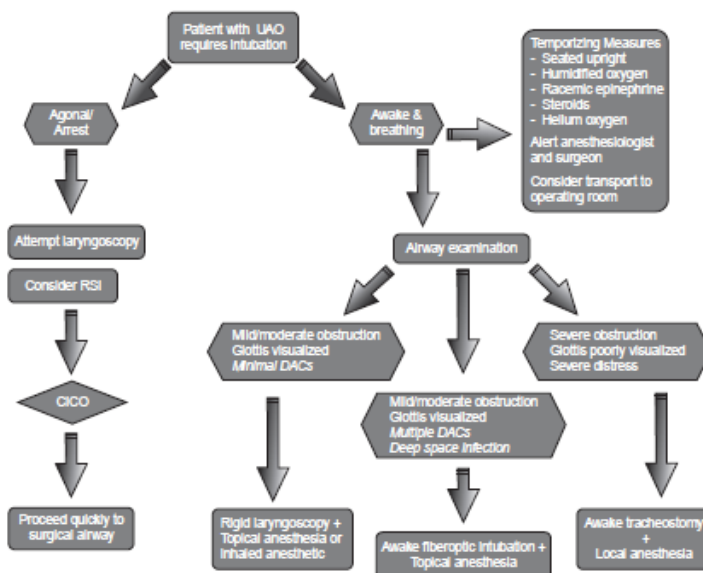 Patient with UAO
requires intubation
Agonal/
Arrest
Awake &
breathing
Temporizing Measures
- Seated upright
- Humidified oxygen
- Racemic epinephrine
- Steroids
- Helium oxygen
Alert anesthesiologist
and surgeon
Consider transport to
operating room
Attempt laryngoscopy
Consider RSI
CICO
Proceed quickly to
surgical airway
Airway examination
Mild/moderate obstruction
Glottis visualized
Minimal DACs
Mild/moderate obstruction
Glottis visualized
Multiple DACs
Deep space infection
Severe obstruction
Glottis poorly visualized
Severe distress
Rigid laryngoscopy +
Topical anesthesia or
Inhaled anesthetic
Awake fiberoptic intubation +
Topical anesthesia
Awake tracheostomy
+
Local anesthesia